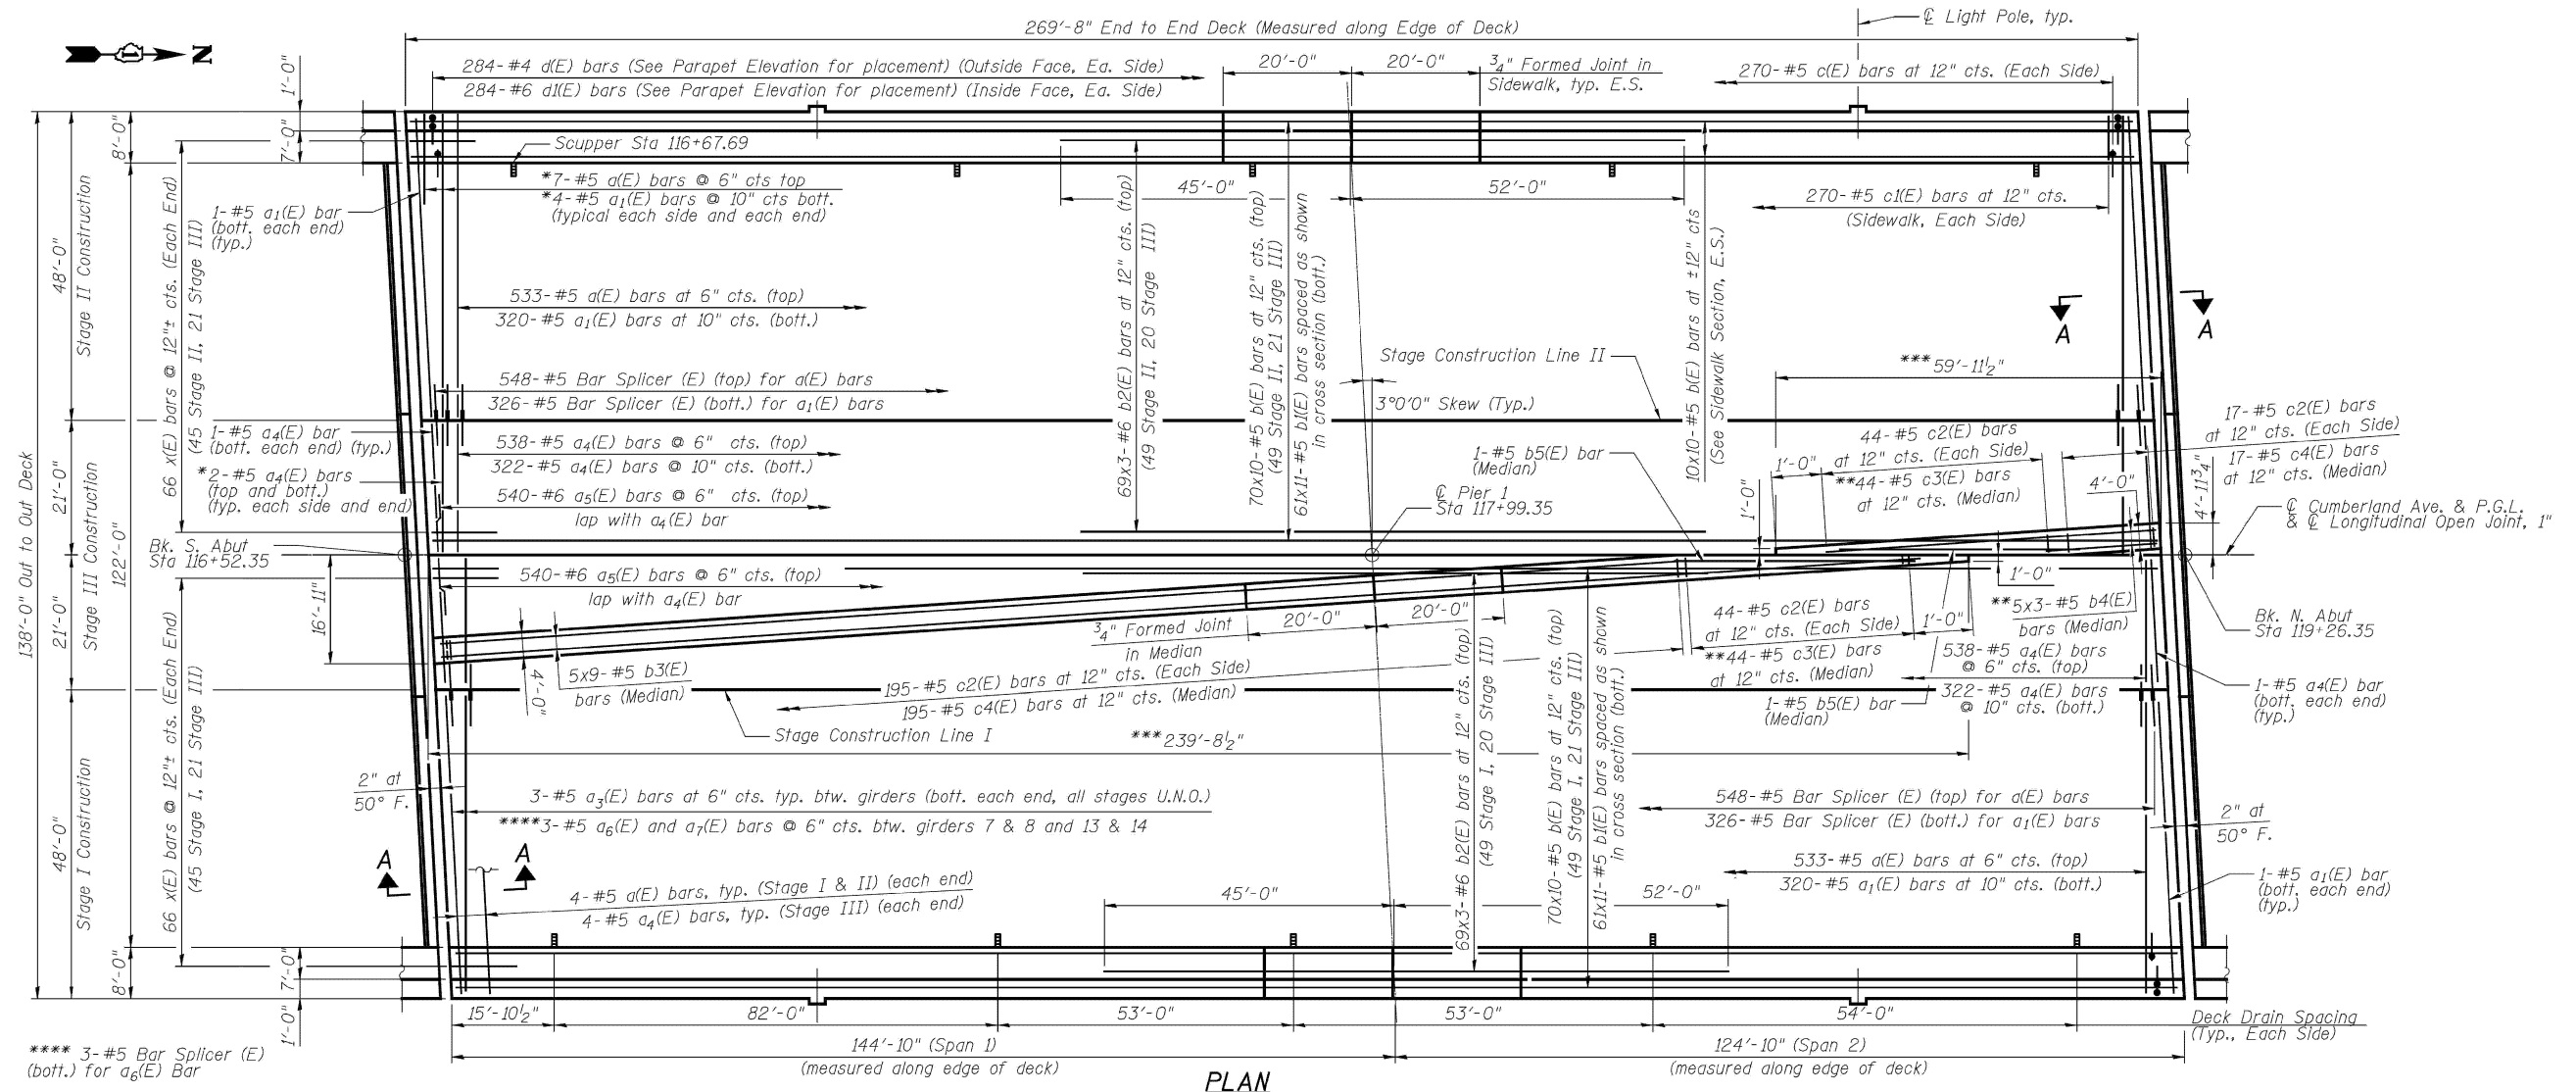 269'-8" End to End Deck (Measured along Edge of Deck)
℄ Light Pole, typ.
N
284-#4 d(E) bars (See Parapet Elevation for placement) (Outside Face, Ea. Side)
284-#6 d1(E) bars (See Parapet Elevation for placement) (Inside Face, Ea. Side)
20'-0"
20'-0"
3/4" Formed Joint in
Sidewalk, typ. E.S.
270-#5 c(E) bars at 12" cts. (Each Side)
1'-0"
8'-0"
7'-0"
Scupper Sta 116+67.69
*7-#5 a(E) bars @ 6" cts top
*4-#5 a1(E) bars @ 10" cts bott.
(typical each side and each end)
1-#5 a1(E) bar
(bott. each end)
(typ.)
45'-0"
52'-0"
270-#5 c1(E) bars at 12" cts.
(Sidewalk, Each Side)
138'-0" Out to Out Deck
48'-0"
Stage II Construction
66 x(E) bars @ 12"± cts. (Each End)
(45 Stage II, 21 Stage III)
69x3-#6 b2(E) bars at 12" cts. (top)
(49 Stage II, 20 Stage III)
70x10-#5 b(E) bars at 12" cts. (top)
(49 Stage II, 21 Stage III)
61x11-#5 b1(E) bars spaced as shown
in cross section (bott.)
10x10-#5 b(E) bars at ±12" cts
(See Sidewalk Section, E.S.)
533-#5 a(E) bars at 6" cts. (top)
320-#5 a1(E) bars at 10" cts. (bott.)
A
A
Stage Construction Line II
***59'-11 1/2"
548-#5 Bar Splicer (E) (top) for a(E) bars
326-#5 Bar Splicer (E) (bott.) for a1(E) bars
3°0'0" Skew (Typ.)
17-#5 c2(E) bars
at 12" cts. (Each Side)
17-#5 c4(E) bars
at 12" cts. (Median)
1-#5 a4(E) bar
(bott. each end) (typ.)
538-#5 a4(E) bars @ 6" cts. (top)
322-#5 a4(E) bars @ 10" cts. (bott.)
1-#5 b5(E) bar
(Median)
44-#5 c2(E) bars
at 12" cts. (Each Side)
**44-#5 c3(E) bars
at 12" cts. (Median)
1'-0"
4'-0"
4'-11 3/4"
21'-0"
Stage III Construction
122'-0"
*2-#5 a4(E) bars
(top and bott.)
(typ. each side and end)
540-#6 a5(E) bars @ 6" cts. (top)
lap with a4(E) bar
℄ Pier 1
Sta 117+99.35
1'-0"
℄ Cumberland Ave. & P.G.L.
& ℄ Longitudinal Open Joint, 1"
Bk. S. Abut
Sta 116+52.35
21'-0"
16'-11"
540-#6 a5(E) bars @ 6" cts. (top)
lap with a4(E) bar
1'-0"
**5x3-#5 b4(E)
bars (Median)
Bk. N. Abut
Sta 119+26.35
3/4" Formed Joint
in Median
20'-0"
20'-0"
44-#5 c2(E) bars
at 12" cts. (Each Side)
**44-#5 c3(E) bars
at 12" cts. (Median)
1'-0"
538-#5 a4(E) bars
@ 6" cts. (top)
322-#5 a4(E) bars
@ 10" cts. (bott.)
4'-0"
5x9-#5 b3(E)
bars (Median)
195-#5 c2(E) bars at 12" cts. (Each Side)
195-#5 c4(E) bars at 12" cts. (Median)
1-#5 b5(E) bar
(Median)
1-#5 a4(E) bar
(bott. each end)
(typ.)
Stage Construction Line I
***239'-8 1/2"
66 x(E) bars @ 12"± cts. (Each End)
(45 Stage I, 21 Stage III)
69x3-#6 b2(E) bars at 12" cts. (top)
(49 Stage I, 20 Stage III)
70x10-#5 b(E) bars at 12" cts. (top)
(49 Stage I, 21 Stage III)
61x11-#5 b1(E) bars spaced as shown
in cross section (bott.)
48'-0"
Stage I Construction
2" at
50° F.
3-#5 a3(E) bars at 6" cts. typ. btw. girders (bott. each end, all stages U.N.O.)
****3-#5 a6(E) and a7(E) bars @ 6" cts. btw. girders 7 & 8 and 13 & 14
548-#5 Bar Splicer (E) (top) for a(E) bars
326-#5 Bar Splicer (E) (bott.) for a1(E) bars
2" at
50° F.
A
A
4-#5 a(E) bars, typ. (Stage I & II) (each end)
4-#5 a4(E) bars, typ. (Stage III) (each end)
533-#5 a(E) bars at 6" cts. (top)
320-#5 a1(E) bars at 10" cts. (bott.)
1-#5 a1(E) bar
(bott. each end)
(typ.)
45'-0"
52'-0"
8'-0"
7'-0"
1'-0"
15'-10 1/2"
82'-0"
53'-0"
53'-0"
54'-0"
Deck Drain Spacing
(Typ., Each Side)
144'-10" (Span 1)
(measured along edge of deck)
124'-10" (Span 2)
(measured along edge of deck)
**** 3-#5 Bar Splicer (E)
(bott.) for a6(E) Bar
PLAN